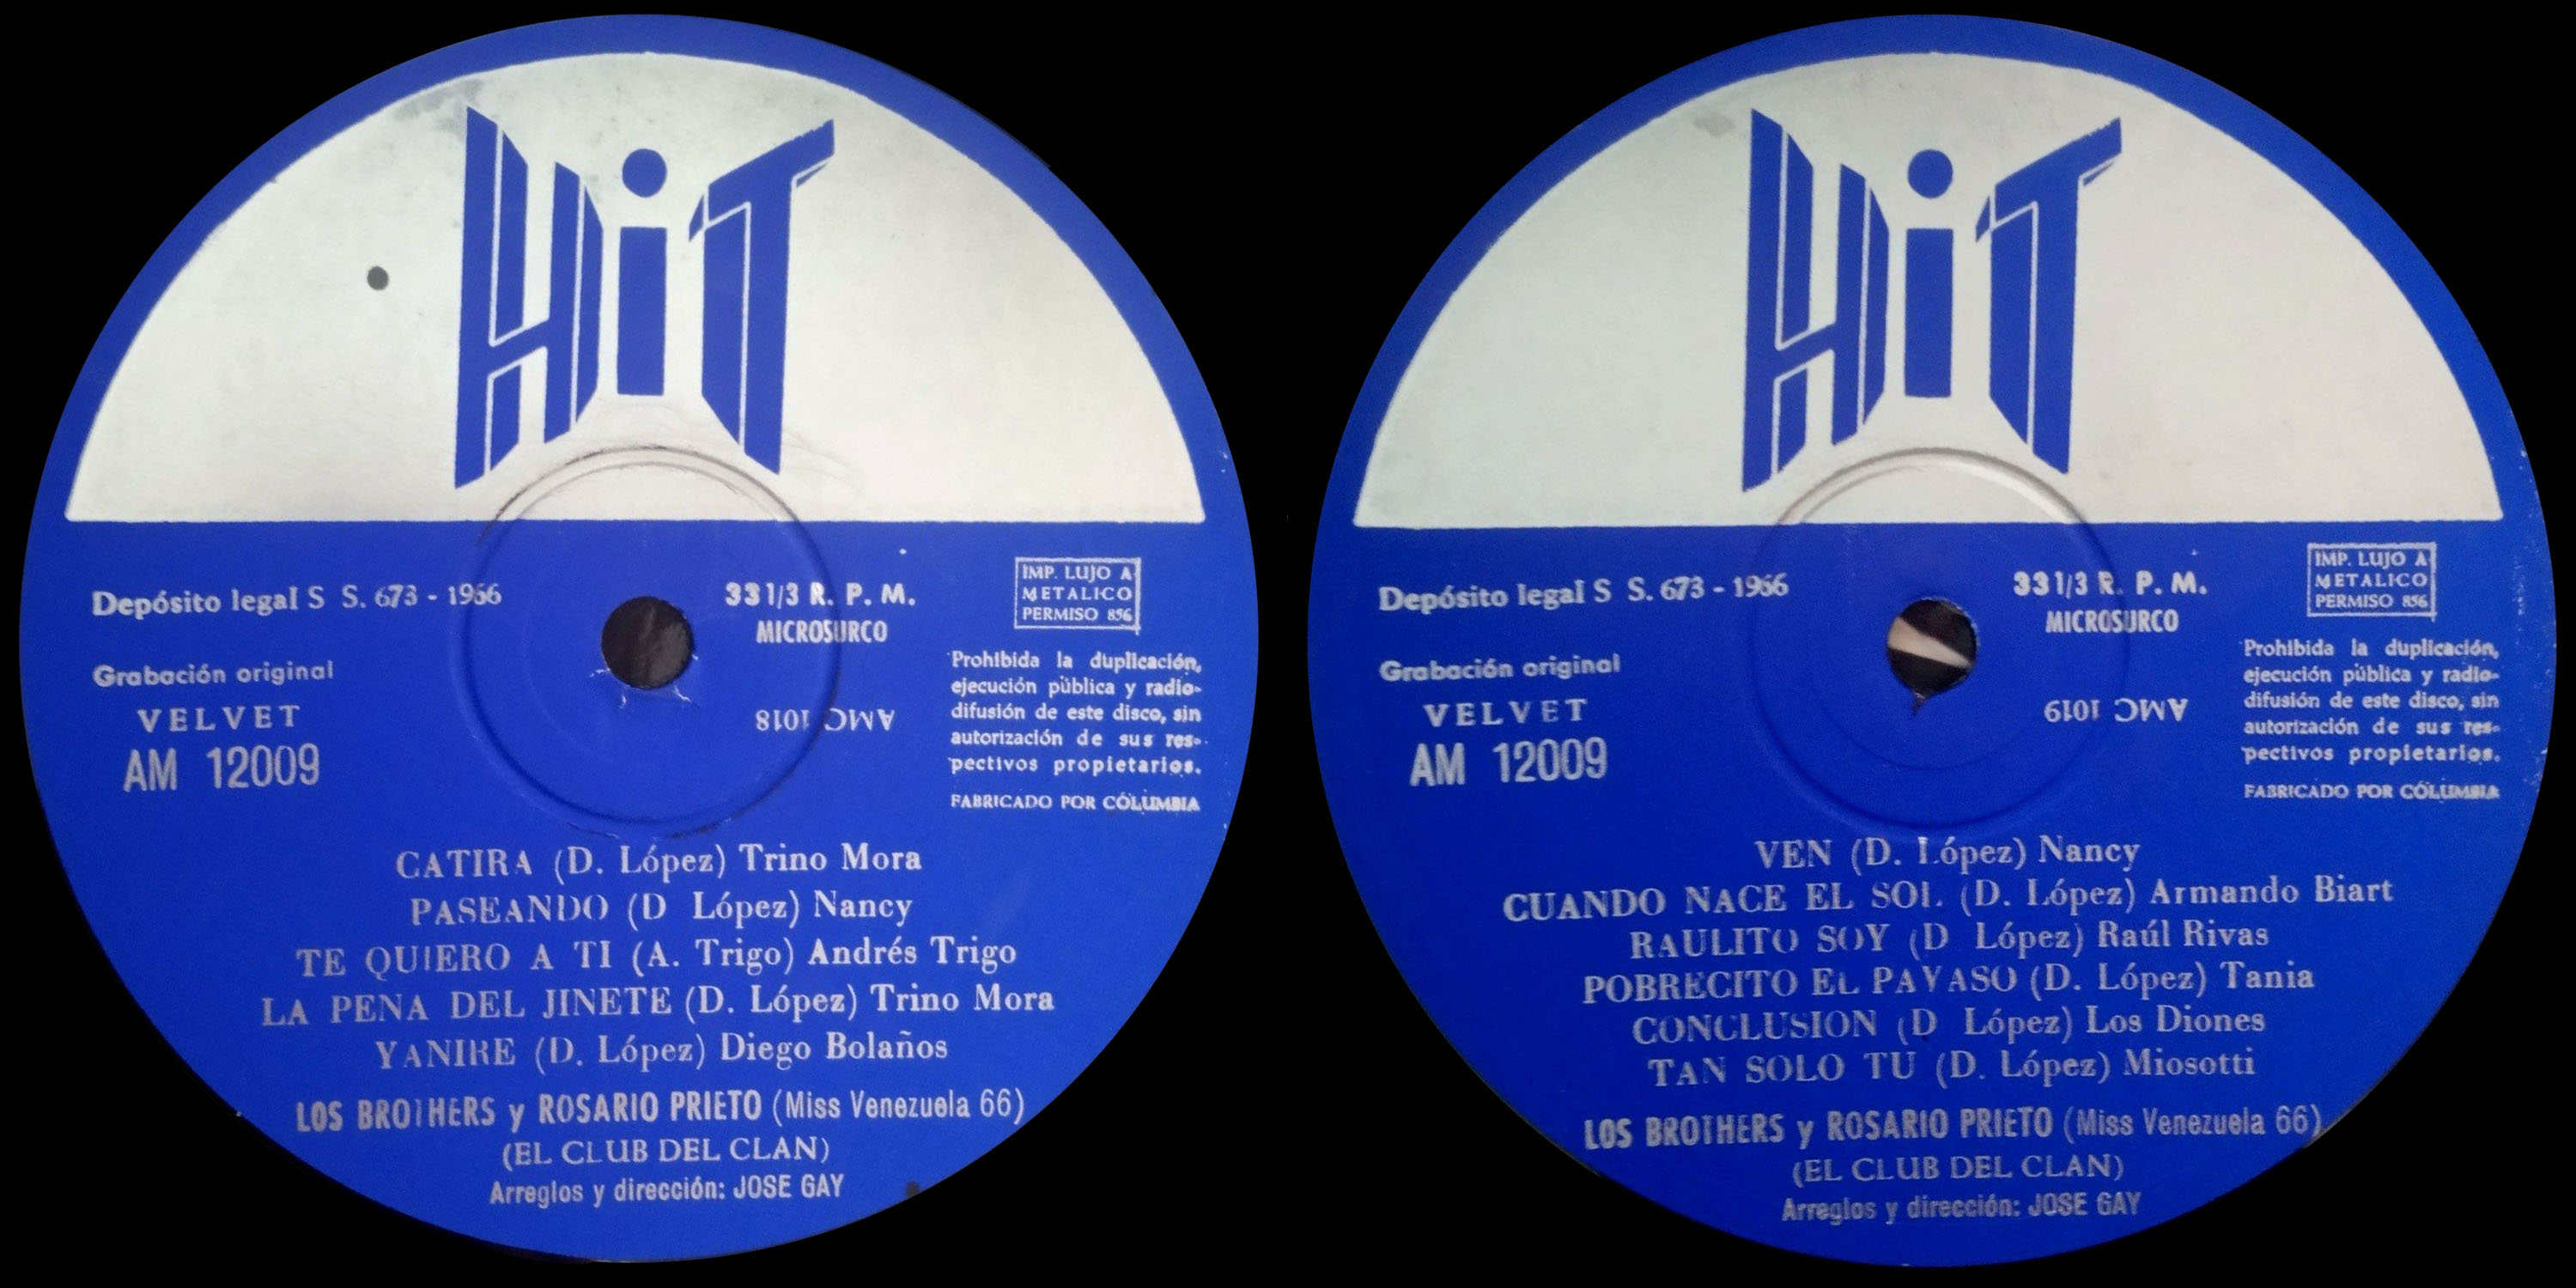 HiT
Depósito legal S S. 673 - 1966
33 1/3 R. P. M.
MICROSURCO
IMP. LUJO A
METALICO
PERMISO 856
Grabación original
VELVET
AM 12009
AMC 1018
Prohibida la duplicación,
ejecución pública y radio-
difusión de este disco, sin
autorización de sus res-
pectivos propietarios.
FABRICADO POR COLUMBIA
CATIRA (D. López) Trino Mora
PASEANDO (D López) Nancy
TE QUIERO A TI (A. Trigo) Andrés Trigo
LA PENA DEL JINETE (D. López) Trino Mora
YANIRE (D. López) Diego Bolaños
LOS BROTHERS y ROSARIO PRIETO (Miss Venezuela 66)
(EL CLUB DEL CLAN)
Arreglos y dirección: JOSE GAY
HiT
Depósito legal S S. 673 - 1966
33 1/3 R. P. M.
MICROSURCO
IMP. LUJO A
METALICO
PERMISO 856
Grabación original
VELVET
AM 12009
AMC 1019
Prohibida la duplicación,
ejecución pública y radio-
difusión de este disco, sin
autorización de sus res-
pectivos propietarios.
FABRICADO POR COLUMBIA
VEN (D. López) Nancy
CUANDO NACE EL SOL (D. López) Armando Biart
RAULITO SOY (D López) Raúl Rivas
POBRECITO EL PAYASO (D. López) Tania
CONCLUSION (D López) Los Diones
TAN SOLO TU (D. López) Miosotti
LOS BROTHERS y ROSARIO PRIETO (Miss Venezuela 66)
(EL CLUB DEL CLAN)
Arreglos y dirección: JOSE GAY